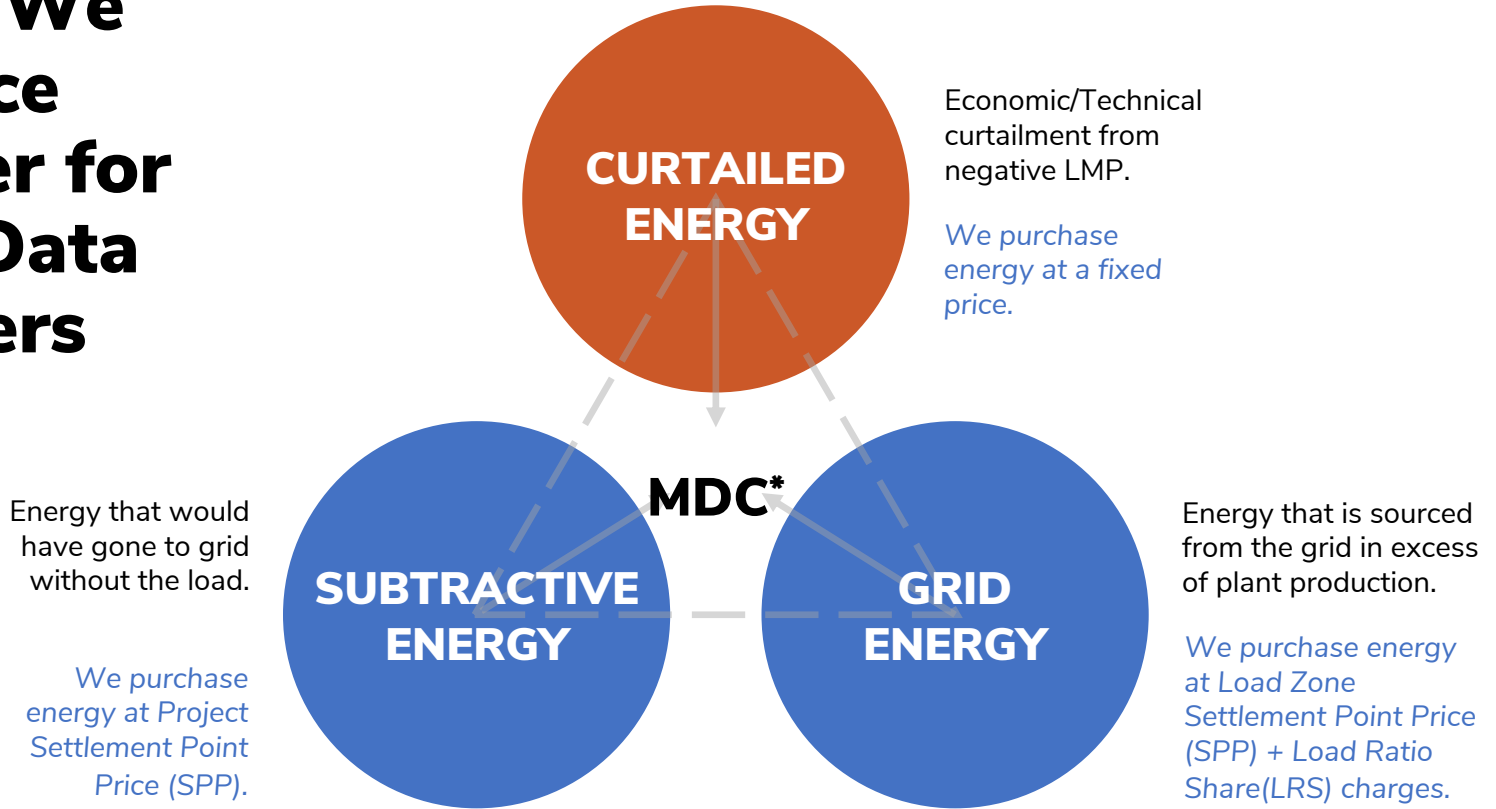 We
ce
er for
Data
ers
CURTAILED
ENERGY
Economic/Technical
curtailment from
negative LMP.
We purchase
energy at a fixed
price.
MDC*
Energy that would
have gone to grid
without the load.
We purchase
energy at Project
Settlement Point
Price (SPP).
SUBTRACTIVE
ENERGY
GRID
ENERGY
Energy that is sourced
from the grid in excess
of plant production.
We purchase energy
at Load Zone
Settlement Point Price
(SPP) + Load Ratio
Share(LRS) charges.